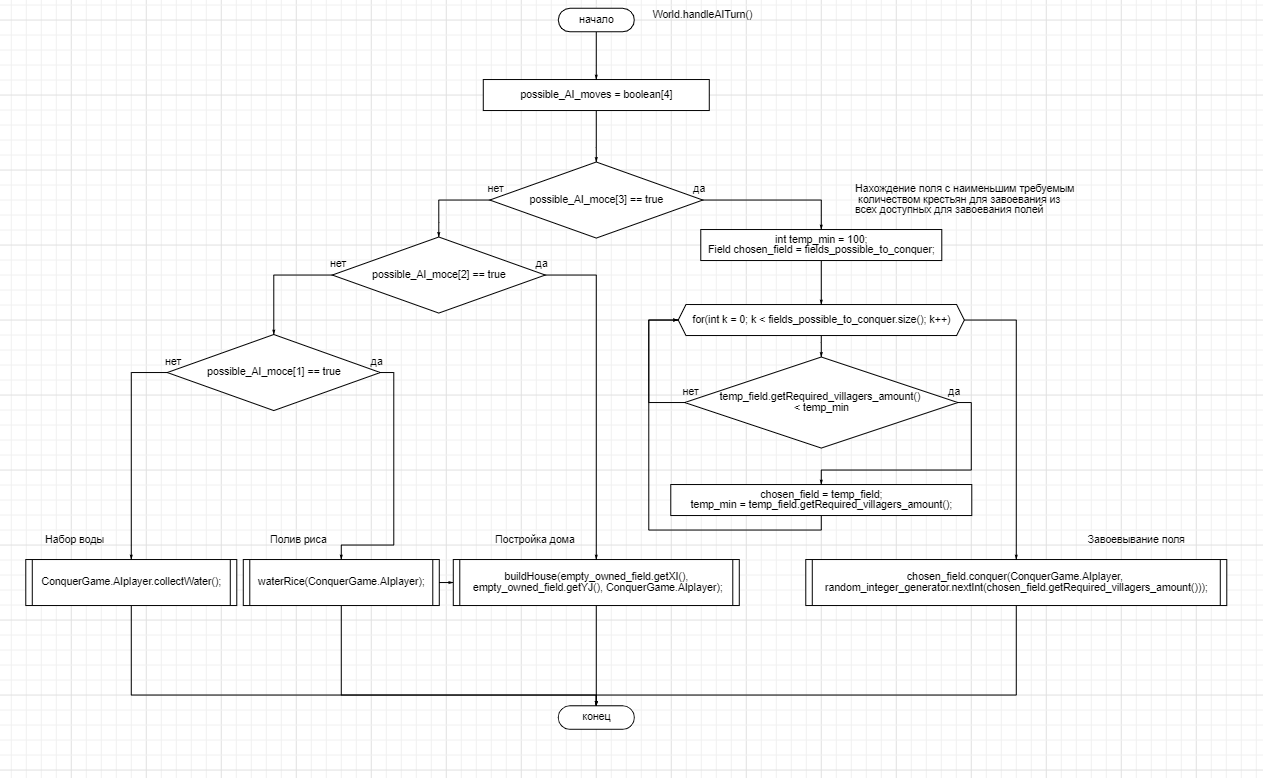 начало
World.handleAITurn()
possible_AI_moves = boolean[4]
нет
possible_AI_moce[3] == true
да
Нахождение поля с наименьшим требуемым
количеством крестьян для завоевания из
всех доступных для завоевания полей
int temp_min = 100;
Field chosen_field = fields_possible_to_conquer;
нет
possible_AI_moce[2] == true
да
for(int k = 0; k < fields_possible_to_conquer.size(); k++)
нет
possible_AI_moce[1] == true
да
нет
temp_field.getRequired_villagers_amount()
< temp_min
да
chosen_field = temp_field;
temp_min = temp_field.getRequired_villagers_amount();
Набор воды
Полив риса
Постройка дома
Завоевывание поля
ConquerGame.AIplayer.collectWater();
waterRice(ConquerGame.AIplayer);
buildHouse(empty_owned_field.getXI(),
empty_owned_field.getYJ(), ConquerGame.AIplayer);
chosen_field.conquer(ConquerGame.AIplayer,
random_integer_generator.nextInt(chosen_field.getRequired_villagers_amount()));
конец